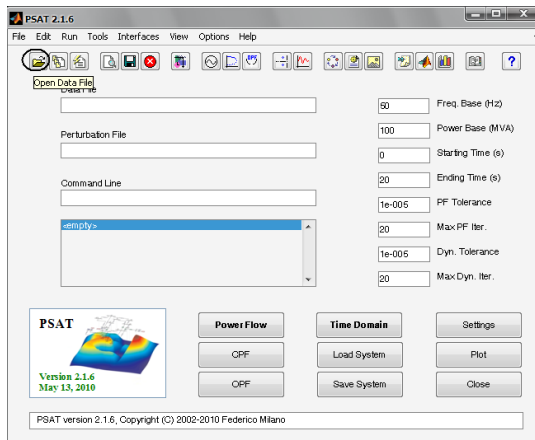 PSAT 2.1.6
File Edit Run Tools Interfaces View Options Help
Open Data File
Data File
50 Freq. Base (Hz)
Perturbation File
100 Power Base (MVA)
0 Starting Time (s)
Command Line
20 Ending Time (s)
1e-005 PF Tolerance
<empty>
20 Max PF Iter.
1e-005 Dyn. Tolerance
20 Max Dyn. Iter.
PSAT
Version 2.1.6
May 13, 2010
Power Flow Time Domain Settings
CPF Load System Plot
OPF Save System Close
PSAT version 2.1.6, Copyright (C) 2002-2010 Federico Milano